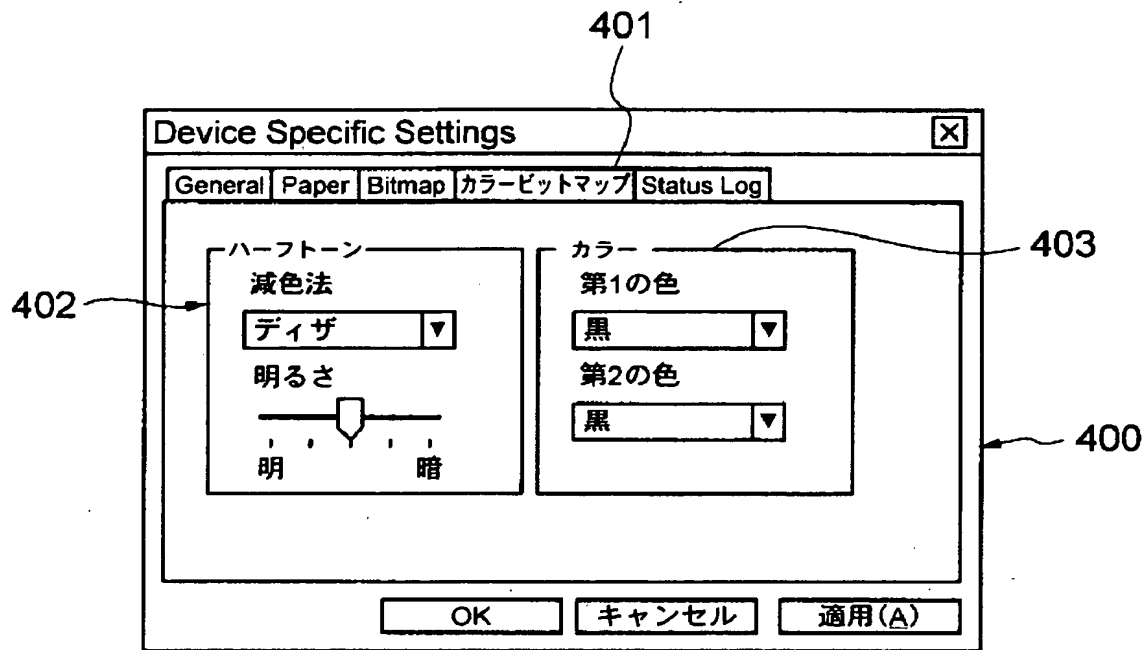 401
Device Specific Settings
General Paper Bitmap カラービットマップ Status Log
ハーフトーン
減色法
ディザ
明るさ
明 暗
カラー
第1の色
黒
第2の色
黒
402
403
400
OK キャンセル 適用(A)